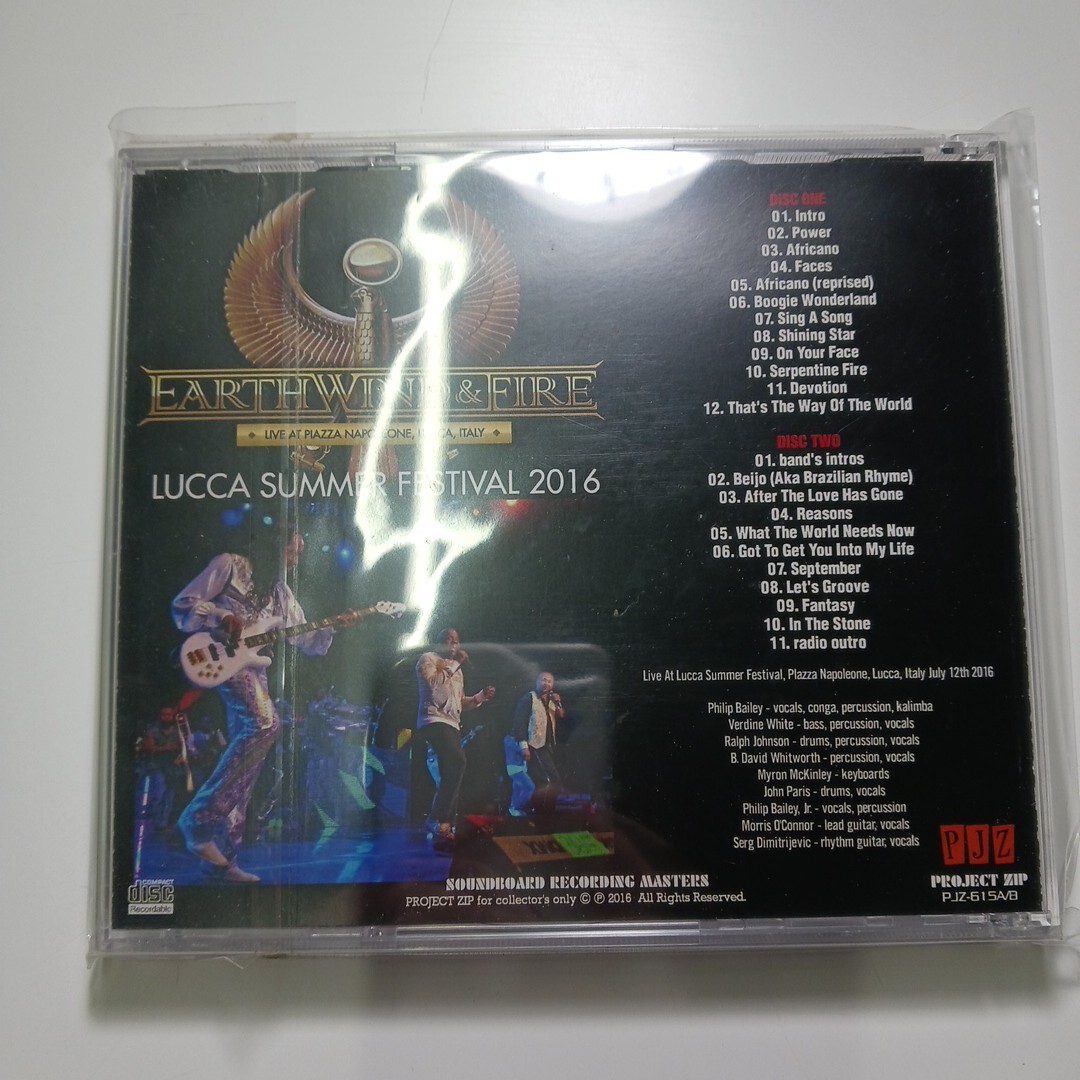 EARTH WIND & FIRE
LIVE AT PIAZZA NAPOLEONE, LUCCA, ITALY
LUCCA SUMMER FESTIVAL 2016
DISC ONE
01. Intro
02. Power
03. Africano
04. Faces
05. Africano (reprised)
06. Boogie Wonderland
07. Sing A Song
08. Shining Star
09. On Your Face
10. Serpentine Fire
11. Devotion
12. That's The Way Of The World
DISC TWO
01. band's intros
02. Beijo (Aka Brazilian Rhyme)
03. After The Love Has Gone
04. Reasons
05. What The World Needs Now
06. Got To Get You Into My Life
07. September
08. Let's Groove
09. Fantasy
10. In The Stone
11. radio outro
Live At Lucca Summer Festival, Piazza Napoleone, Lucca, Italy July 12th 2016
Philip Bailey - vocals, conga, percussion, kalimba
Verdine White - bass, percussion, vocals
Ralph Johnson - drums, percussion, vocals
B. David Whitworth - percussion, vocals
Myron McKinley - keyboards
John Paris - drums, vocals
Philip Bailey, Jr. - vocals, percussion
Morris O'Connor - lead guitar, vocals
Serg Dimitrijevic - rhythm guitar, vocals
COMPACT
disc
Recordable
SOUNDBOARD RECORDING MASTERS
PROJECT ZIP for collector's only © ℗ 2016 All Rights Reserved.
PJZ
PROJECT ZIP
PJZ-615A/B